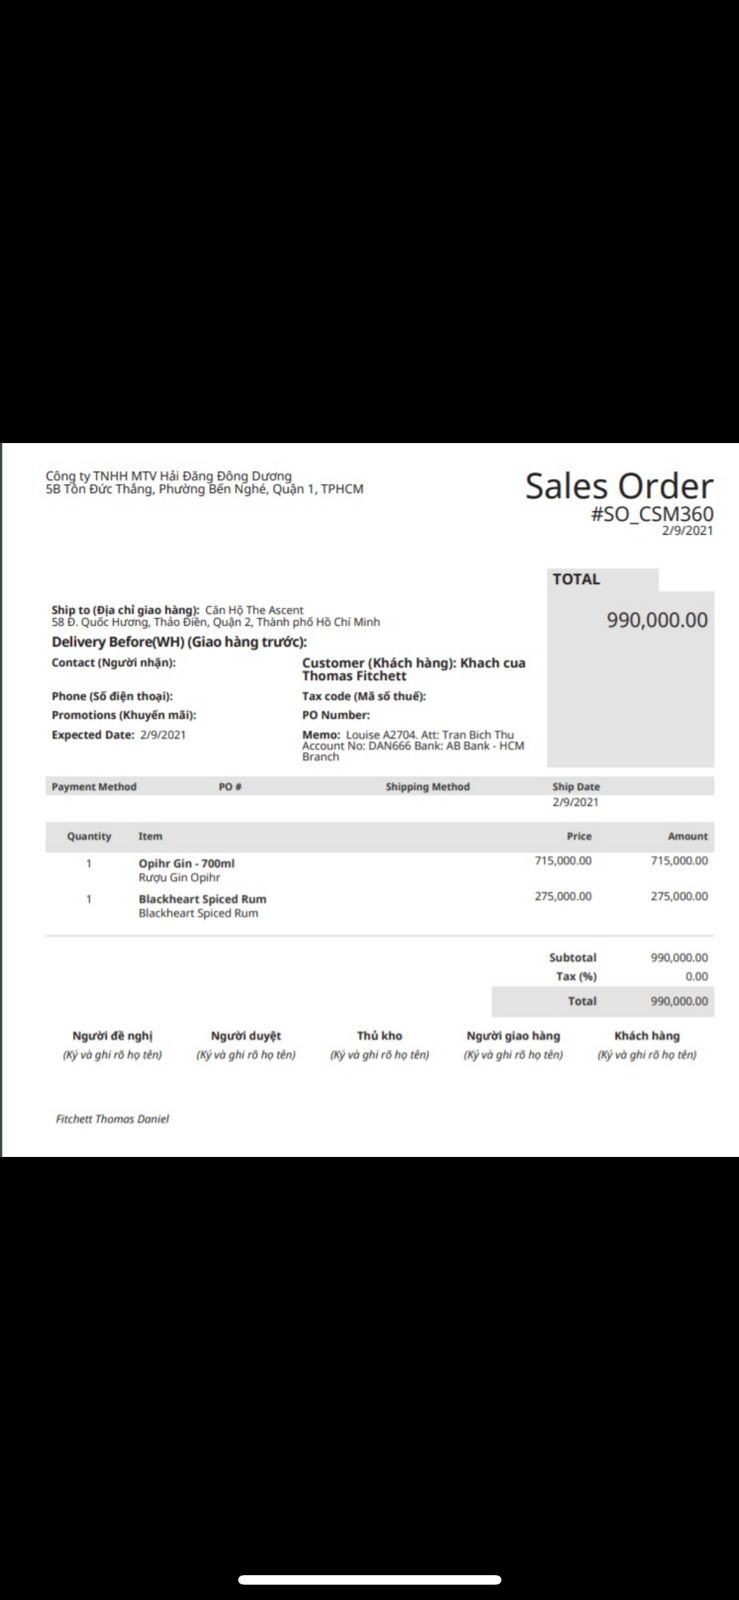 Công ty TNHH MTV Hải Đăng Đông Dương
5B Tôn Đức Thắng, Phường Bến Nghé, Quận 1, TPHCM
Sales Order
#SO_CSM360
2/9/2021
TOTAL
990,000.00
Ship to (Địa chỉ giao hàng): Căn Hộ The Ascent
58 Đ. Quốc Hương, Thảo Điền, Quận 2, Thành phố Hồ Chí Minh
Delivery Before(WH) (Giao hàng trước):
Contact (Người nhận):
Customer (Khách hàng): Khach cua
Thomas Fitchett
Phone (Số điện thoại):
Tax code (Mã số thuế):
Promotions (Khuyến mãi):
PO Number:
Expected Date: 2/9/2021
Memo: Louise A2704. Att: Tran Bich Thu
Account No: DAN666 Bank: AB Bank - HCM
Branch
Payment Method PO # Shipping Method Ship Date
2/9/2021
Quantity Item Price Amount
1 Opihr Gin - 700ml 715,000.00 715,000.00
Rượu Gin Opihr
1 Blackheart Spiced Rum 275,000.00 275,000.00
Blackheart Spiced Rum
Subtotal 990,000.00
Tax (%) 0.00
Total 990,000.00
Người đề nghị Người duyệt Thủ kho Người giao hàng Khách hàng
(Ký và ghi rõ họ tên) (Ký và ghi rõ họ tên) (Ký và ghi rõ họ tên) (Ký và ghi rõ họ tên) (Ký và ghi rõ họ tên)
Fitchett Thomas Daniel